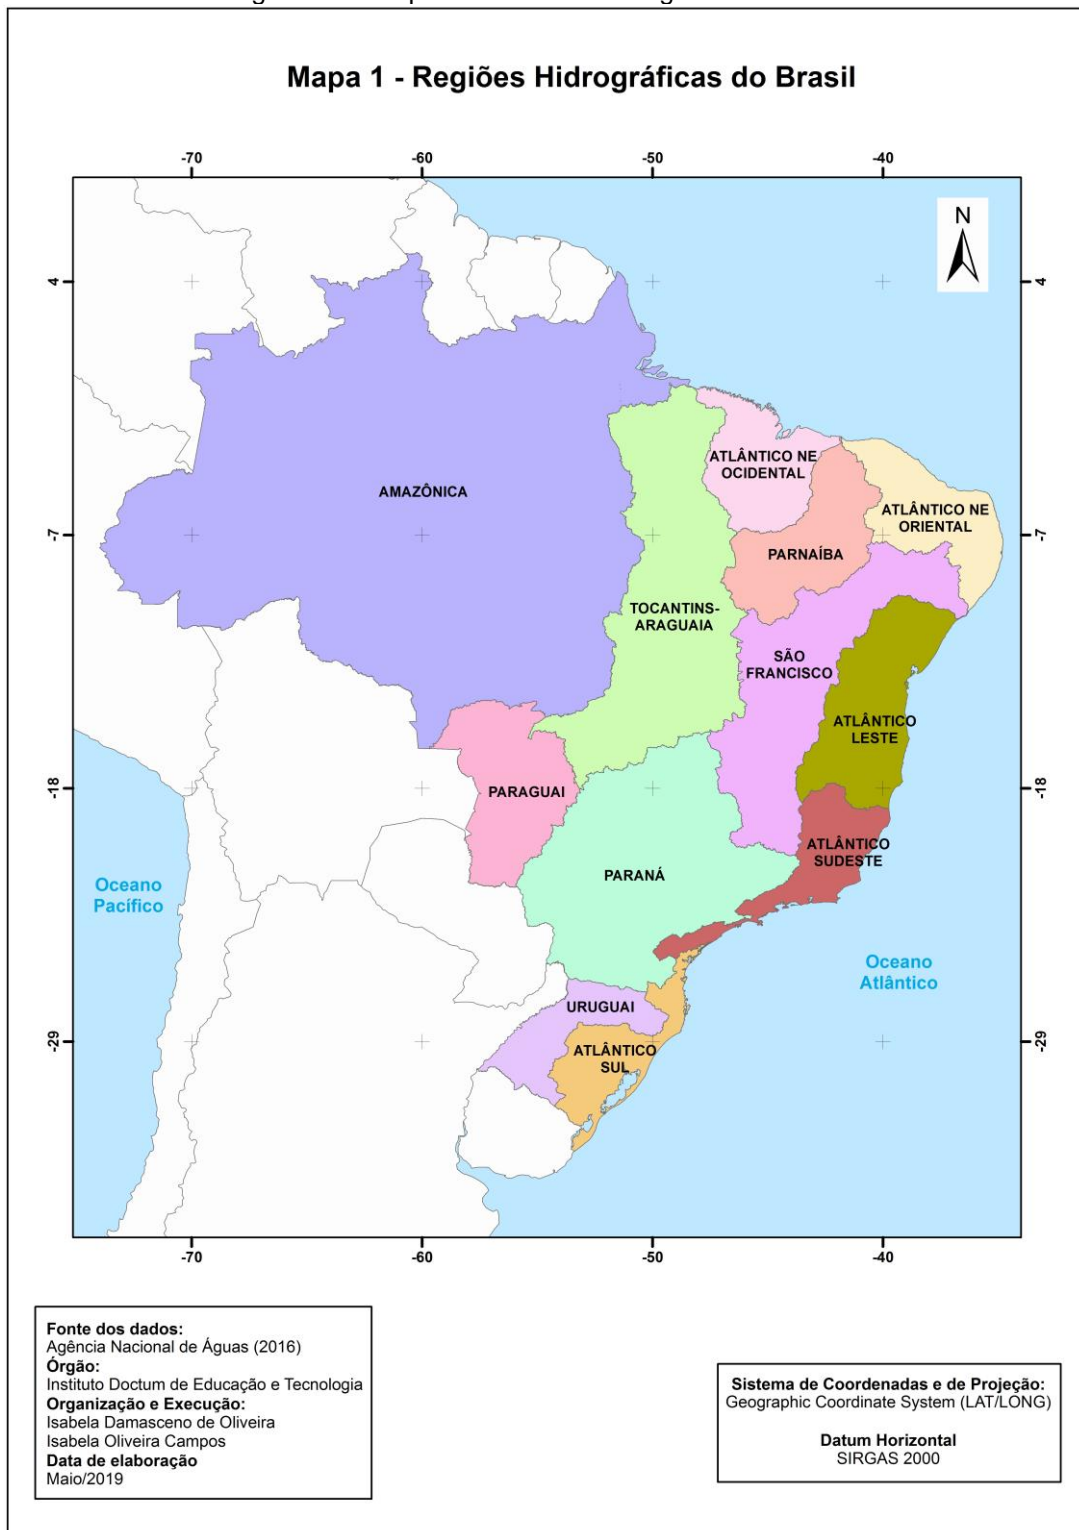 Mapa 1 - Regiões Hidrográficas do Brasil
-70
-60
-50
-40
N
4
4
ATLÂNTICO NE
OCIDENTAL
AMAZÔNICA
ATLÂNTICO NE
ORIENTAL
-7
-7
PARNAÍBA
TOCANTINS-
ARAGUAIA
SÃO
FRANCISCO
ATLÂNTICO
LESTE
-18
-18
PARAGUAI
ATLÂNTICO
SUDESTE
PARANÁ
Oceano
Pacífico
Oceano
Atlântico
URUGUAI
-29
-29
ATLÂNTICO
SUL
-70
-60
-50
-40
Fonte dos dados:
Agência Nacional de Águas (2016)
Órgão:
Instituto Doctum de Educação e Tecnologia
Organização e Execução:
Isabela Damasceno de Oliveira
Isabela Oliveira Campos
Data de elaboração
Maio/2019
Sistema de Coordenadas e de Projeção:
Geographic Coordinate System (LAT/LONG)
Datum Horizontal
SIRGAS 2000